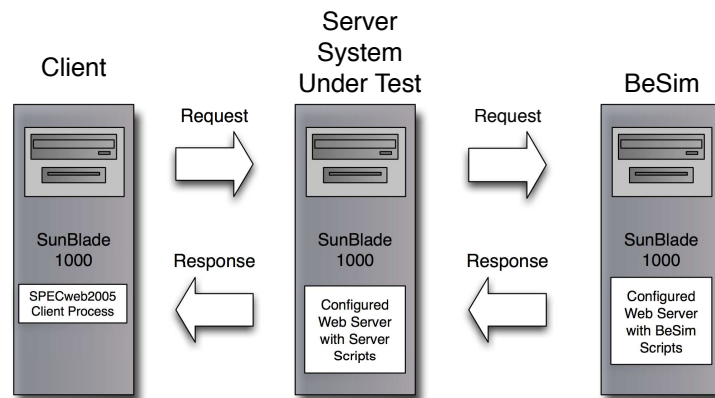 Client
Server
System
Under Test
BeSim
Request
Request
SunBlade
1000
SunBlade
1000
SunBlade
1000
Response
Response
SPECweb2005
Client Process
Configured
Web Server
with Server
Scripts
Configured
Web Server
with BeSim
Scripts